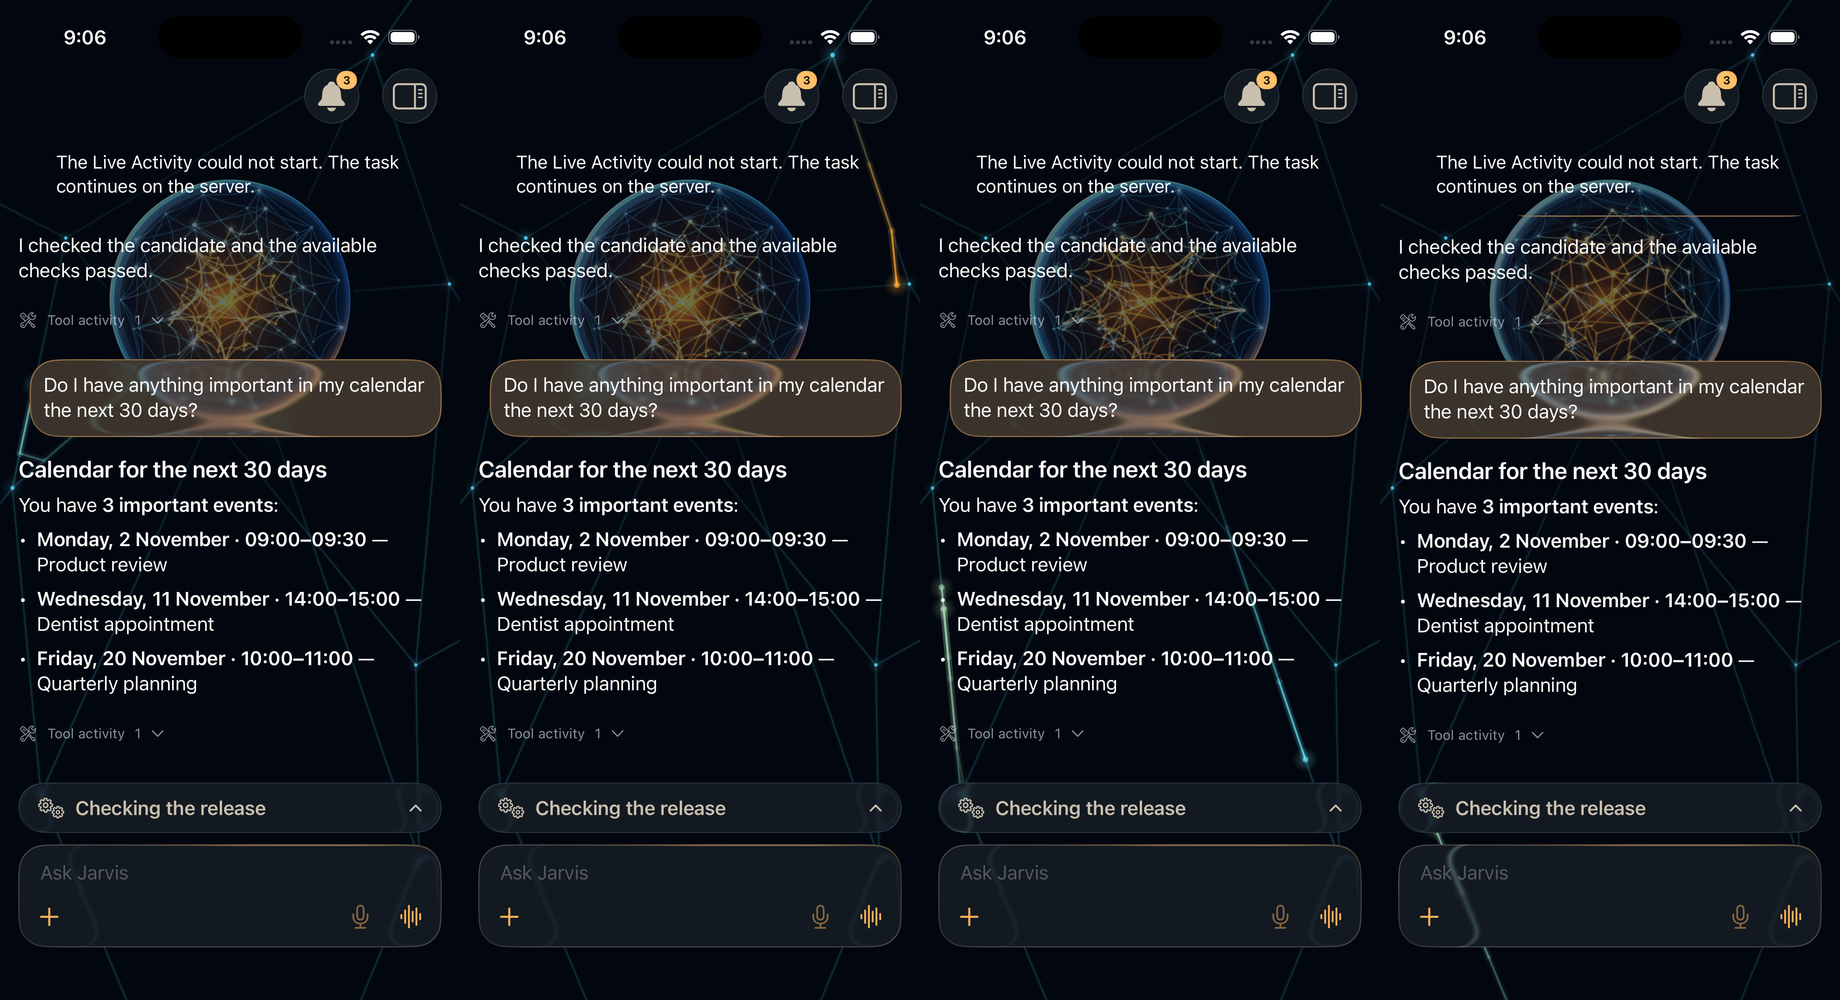 9:06
3
The Live Activity could not start. The task
continues on the server.
I checked the candidate and the available
checks passed.
Tool activity 1
Do I have anything important in my calendar
the next 30 days?
Calendar for the next 30 days
You have 3 important events:
• Monday, 2 November · 09:00–09:30 —
Product review
• Wednesday, 11 November · 14:00–15:00 —
Dentist appointment
• Friday, 20 November · 10:00–11:00 —
Quarterly planning
Tool activity 1
Checking the release
Ask Jarvis
9:06
3
The Live Activity could not start. The task
continues on the server.
I checked the candidate and the available
checks passed.
Tool activity 1
Do I have anything important in my calendar
the next 30 days?
Calendar for the next 30 days
You have 3 important events:
• Monday, 2 November · 09:00–09:30 —
Product review
• Wednesday, 11 November · 14:00–15:00 —
Dentist appointment
• Friday, 20 November · 10:00–11:00 —
Quarterly planning
Tool activity 1
Checking the release
Ask Jarvis
9:06
3
The Live Activity could not start. The task
continues on the server.
I checked the candidate and the available
checks passed.
Tool activity 1
Do I have anything important in my calendar
the next 30 days?
Calendar for the next 30 days
You have 3 important events:
• Monday, 2 November · 09:00–09:30 —
Product review
• Wednesday, 11 November · 14:00–15:00 —
Dentist appointment
• Friday, 20 November · 10:00–11:00 —
Quarterly planning
Tool activity 1
Checking the release
Ask Jarvis
9:06
3
The Live Activity could not start. The task
continues on the server.
I checked the candidate and the available
checks passed.
Tool activity 1
Do I have anything important in my calendar
the next 30 days?
Calendar for the next 30 days
You have 3 important events:
• Monday, 2 November · 09:00–09:30 —
Product review
• Wednesday, 11 November · 14:00–15:00 —
Dentist appointment
• Friday, 20 November · 10:00–11:00 —
Quarterly planning
Tool activity 1
Checking the release
Ask Jarvis